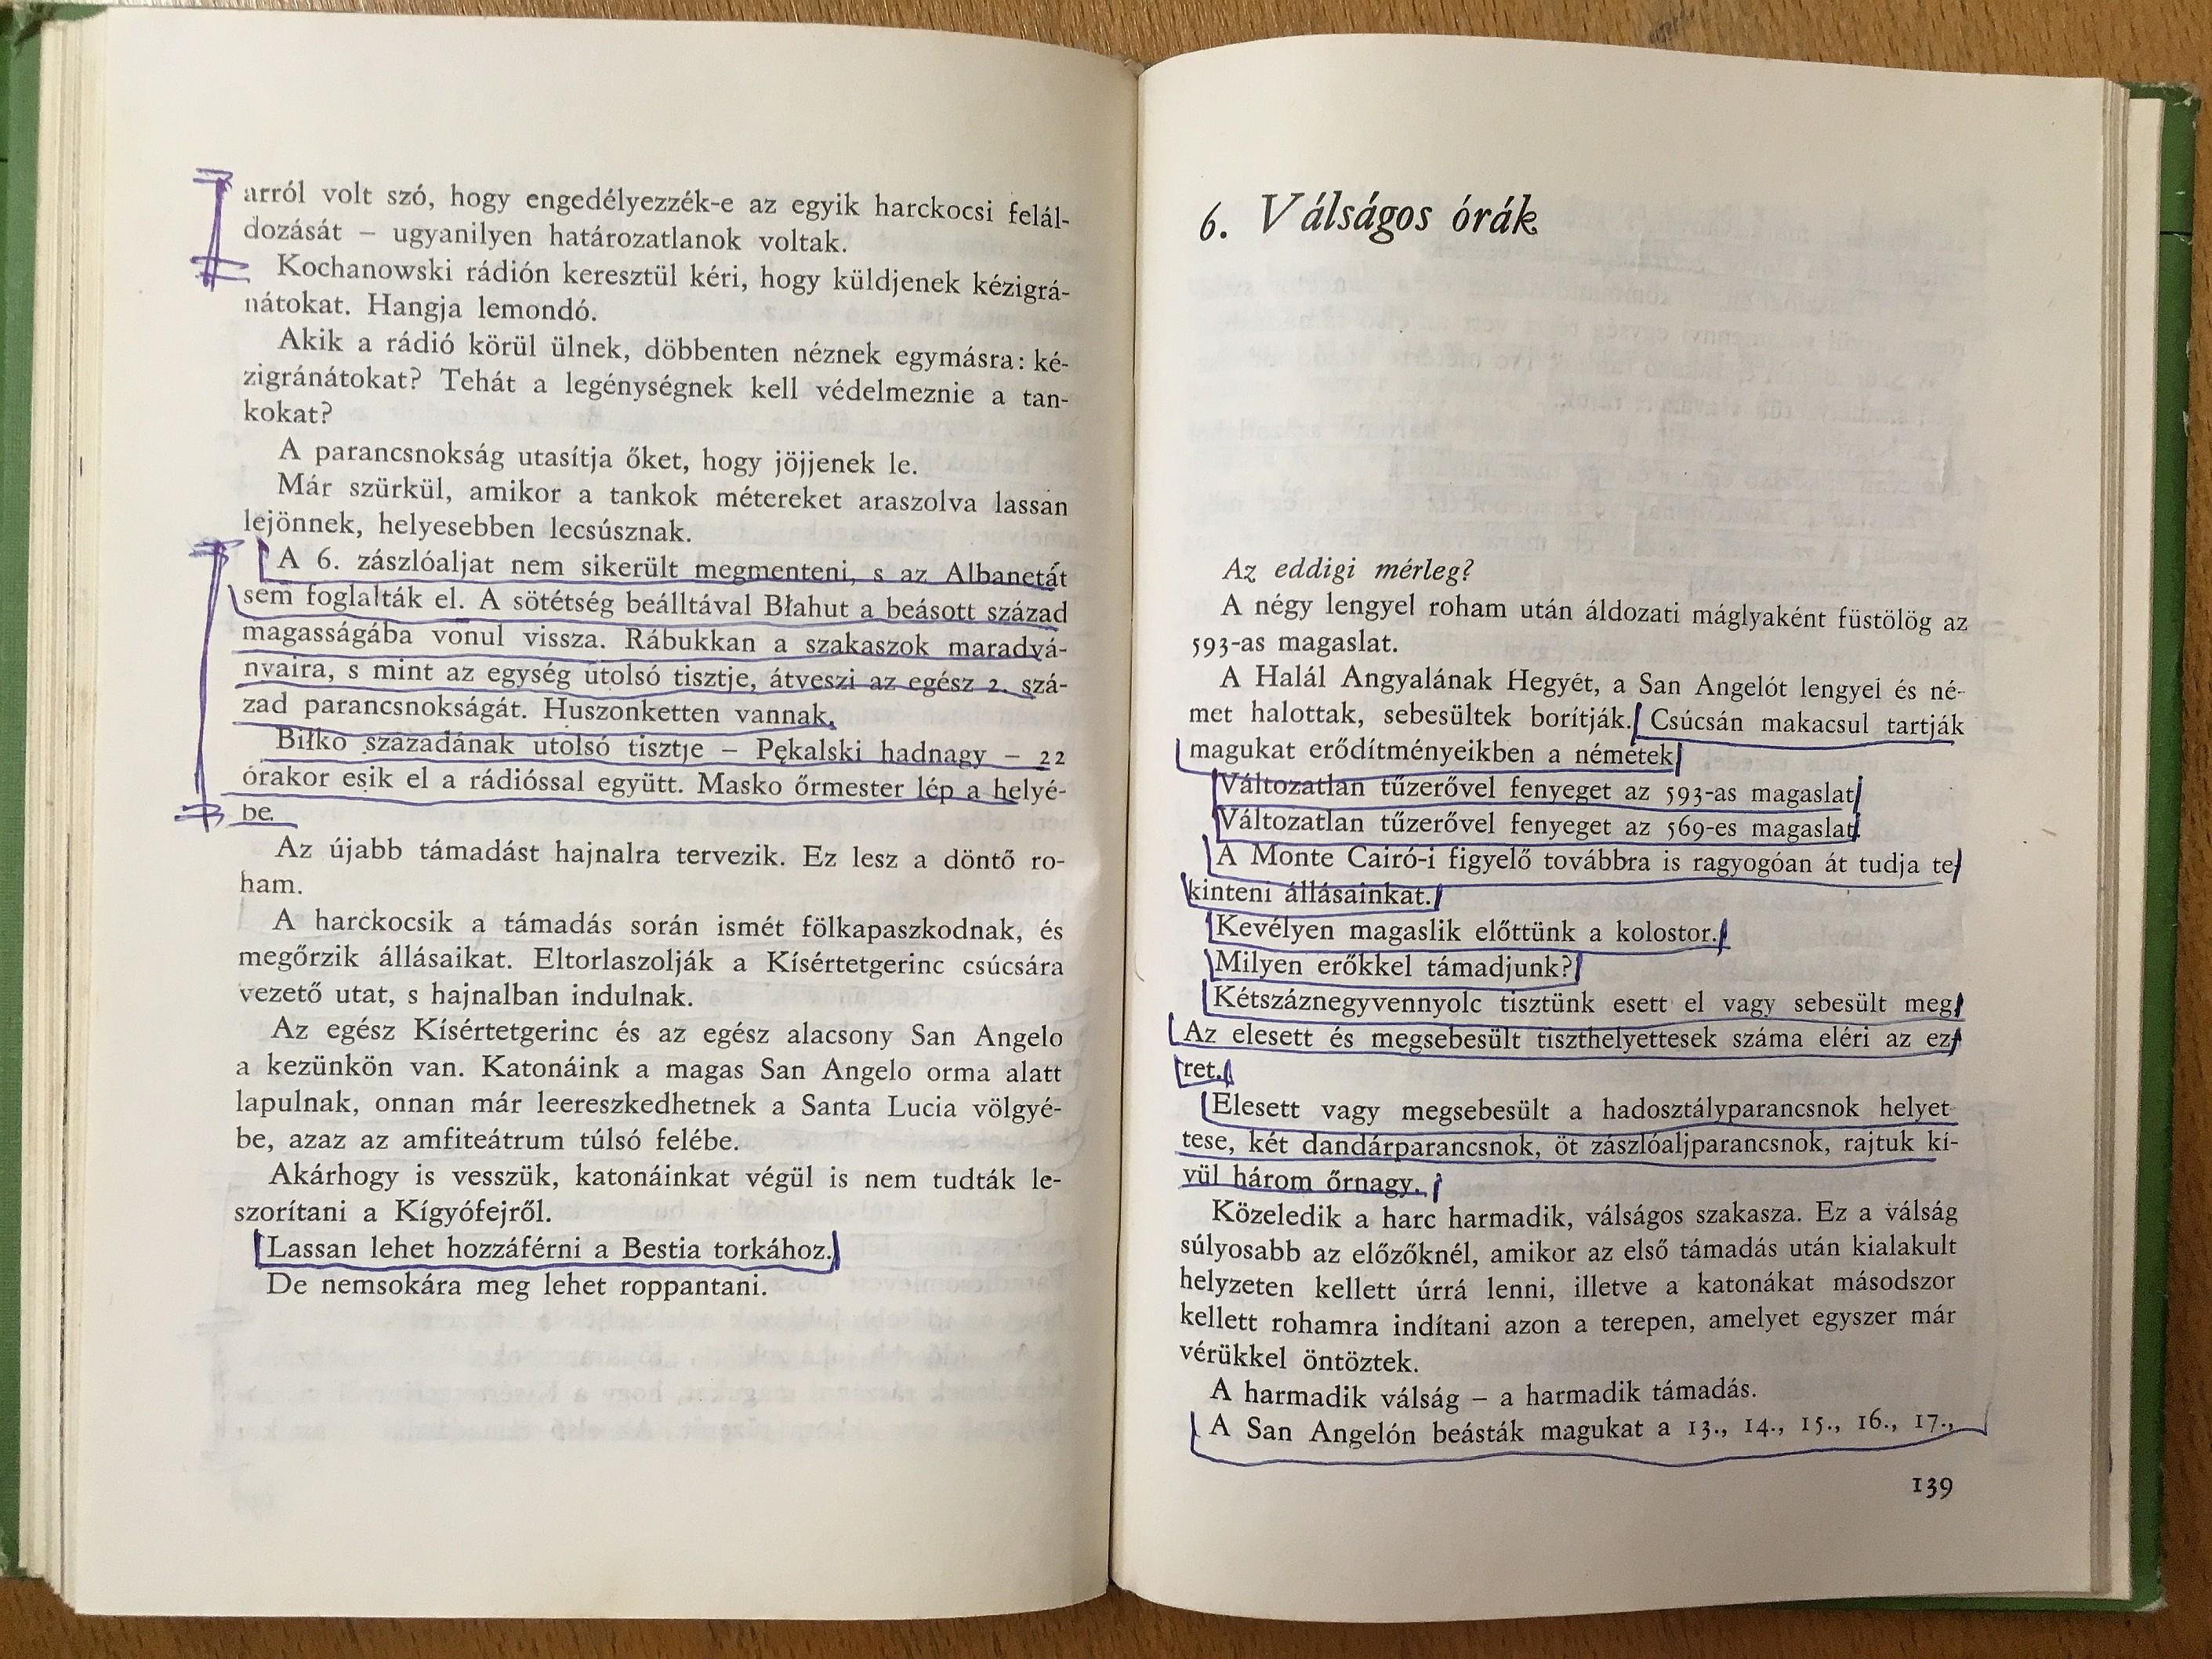 arról volt szó, hogy engedélyezzék-e az egyik harckocsi felál-
dozását – ugyanilyen határozatlanok voltak.
Kochanowski rádión keresztül kéri, hogy küldjenek kézigrá-
nátokat. Hangja lemondó.
Akik a rádió körül ülnek, döbbenten néznek egymásra: ké-
zigránátokat? Tehát a legénységnek kell védelmeznie a tan-
kokat?
A parancsnokság utasítja őket, hogy jöjjenek le.
Már szürkül, amikor a tankok métereket araszolva lassan
lejönnek, helyesebben lecsúsznak.
A 6. zászlóaljat nem sikerült megmenteni, s az Albanetát
sem foglalták el. A sötétség beálltával Błahut a beásott század
magasságába vonul vissza. Rábukkan a szakaszok maradvá-
nyaira, s mint az egység utolsó tisztje, átveszi az egész 2. szá-
zad parancsnokságát. Huszonketten vannak.
Biłko századának utolsó tisztje – Pękalski hadnagy – 22
órakor esik el a rádióssal együtt. Masko őrmester lép a helyé-
be.
Az újabb támadást hajnalra tervezik. Ez lesz a döntő ro-
ham.
A harckocsik a támadás során ismét fölkapaszkodnak, és
megőrzik állásaikat. Eltorlaszolják a Kísértetgerinc csúcsára
vezető utat, s hajnalban indulnak.
Az egész Kísértetgerinc és az egész alacsony San Angelo
a kezünkön van. Katonáink a magas San Angelo orma alatt
lapulnak, onnan már leereszkedhetnek a Santa Lucia völgyé-
be, azaz az amfiteátrum túlsó felébe.
Akárhogy is vesszük, katonáinkat végül is nem tudták le-
szorítani a Kígyófejről.
Lassan lehet hozzáférni a Bestia torkához.
De nemsokára meg lehet roppantani.
6. Válságos órák
Az eddigi mérleg?
A négy lengyel roham után áldozati máglyaként füstölög az
593-as magaslat.
A Halál Angyalának Hegyét, a San Angelót lengyel és né-
met halottak, sebesültek borítják. Csúcsán makacsul tartják
magukat erődítményeikben a németek.
Változatlan tűzerővel fenyeget az 593-as magaslat.
Változatlan tűzerővel fenyeget az 569-es magaslat.
A Monte Cairó-i figyelő továbbra is ragyogóan át tudja te-
kinteni állásainkat.
Kevélyen magaslik előttünk a kolostor.
Milyen erőkkel támadjunk?
Kétszáznegyvennyolc tisztünk esett el vagy sebesült meg.
Az elesett és megsebesült tiszthelyettesek száma eléri az ez-
ret.
Elesett vagy megsebesült a hadosztályparancsnok helyet-
tese, két dandárparancsnok, öt zászlóaljparancsnok, rajtuk kí-
vül három őrnagy.
Közeledik a harc harmadik, válságos szakasza. Ez a válság
súlyosabb az előzőknél, amikor az első támadás után kialakult
helyzeten kellett úrrá lenni, illetve a katonákat másodszor
kellett rohamra indítani azon a terepen, amelyet egyszer már
vérükkel öntöztek.
A harmadik válság – a harmadik támadás.
A San Angelón beásták magukat a 13., 14., 15., 16., 17.,
139